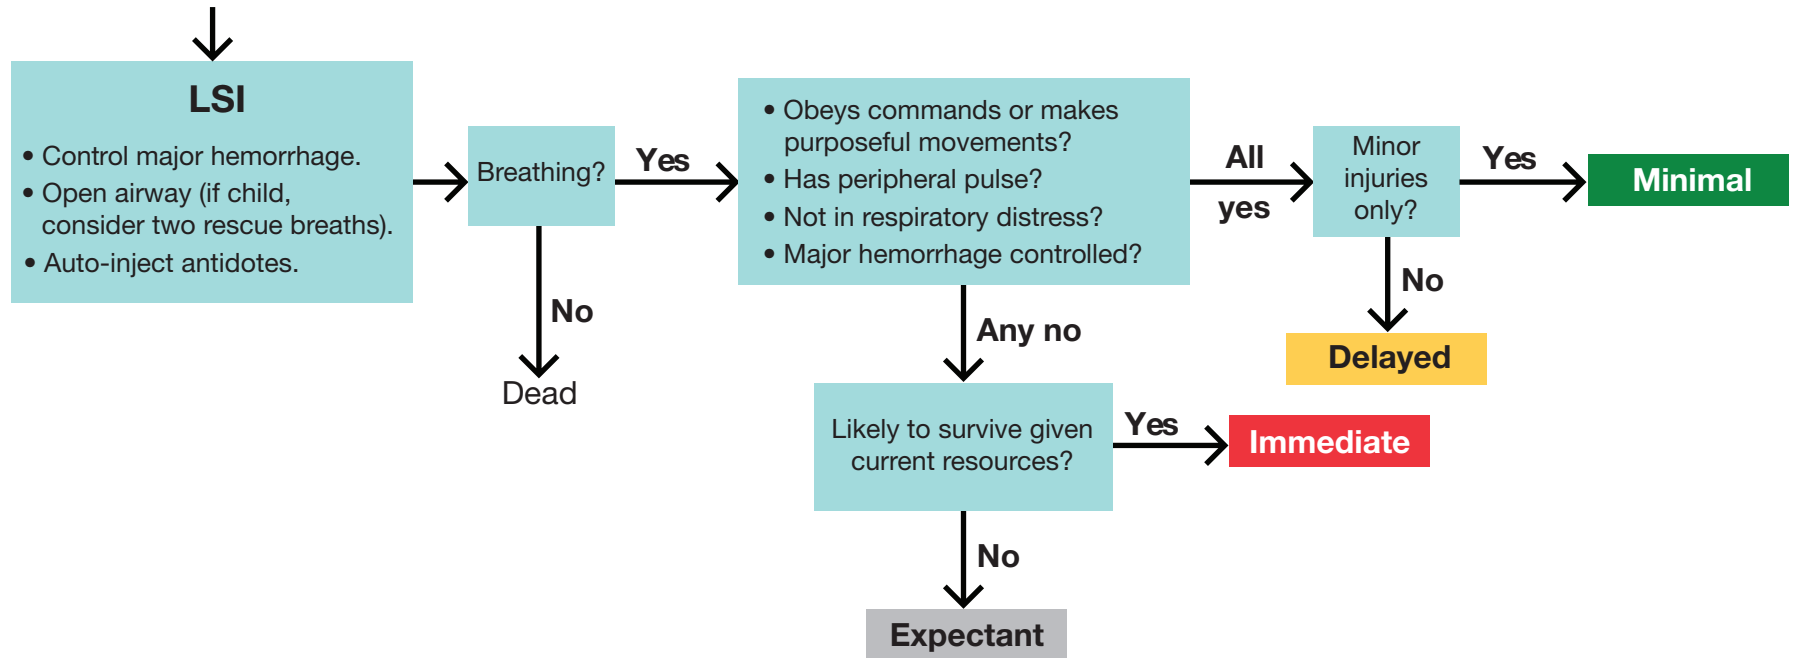 LSI
• Control major hemorrhage.
• Open airway (if child,
consider two rescue breaths).
• Auto-inject antidotes.
Breathing?
Yes
No
Dead
• Obeys commands or makes
purposeful movements?
• Has peripheral pulse?
• Not in respiratory distress?
• Major hemorrhage controlled?
All
yes
Minor
injuries
only?
Yes
Minimal
No
Delayed
Any no
Likely to survive given
current resources?
Yes
Immediate
No
Expectant